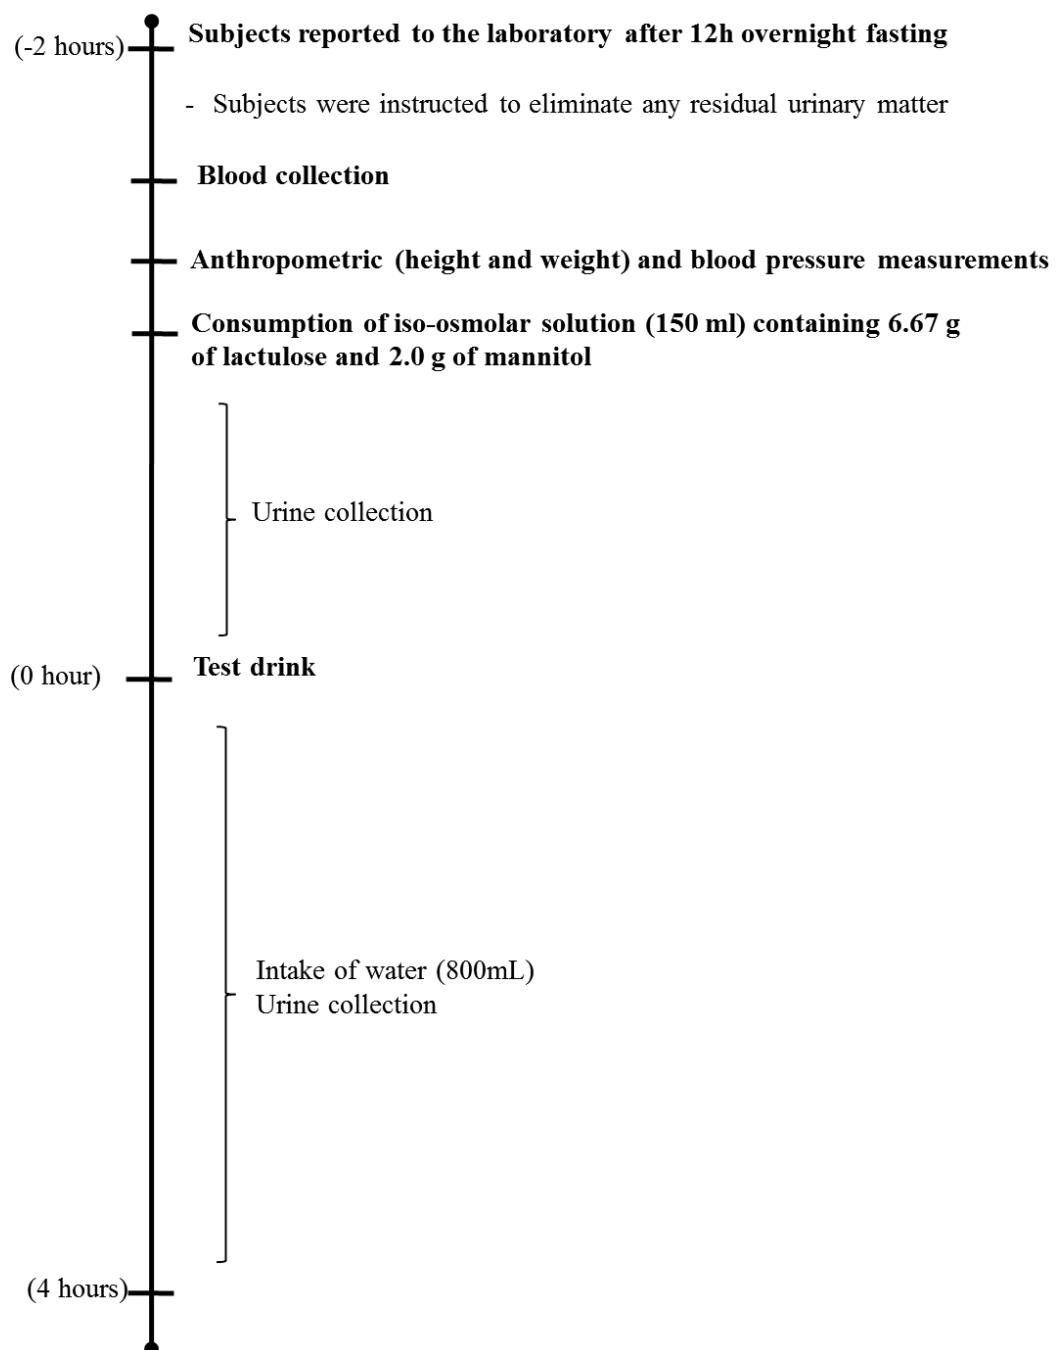 (-2 hours)
Subjects reported to the laboratory after 12h overnight fasting
- Subjects were instructed to eliminate any residual urinary matter
Blood collection
Anthropometric (height and weight) and blood pressure measurements
Consumption of iso-osmolar solution (150 ml) containing 6.67 g
of lactulose and 2.0 g of mannitol
Urine collection
(0 hour)
Test drink
Intake of water (800mL)
Urine collection
(4 hours)